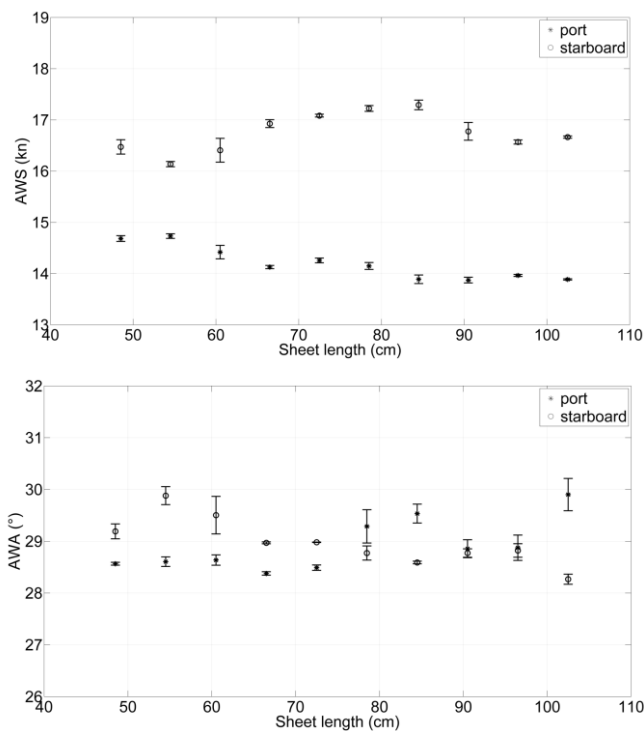 19
18
17
16
15
14
13
AWS (kn)
40 50 60 70 80 90 100 110
Sheet length (cm)
port
starboard
32
31
30
29
28
27
26
AWA (°)
40 50 60 70 80 90 100 110
Sheet length (cm)
port
starboard